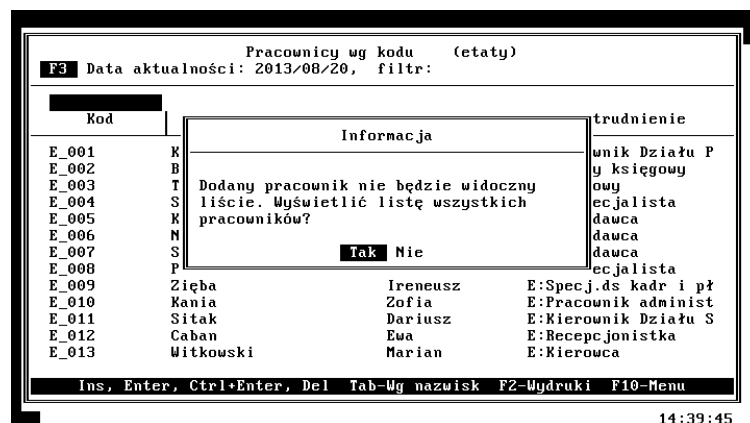 Pracownicy wg kodu (etaty)
F3 Data aktualności: 2013/08/20, filtr:
Kod trudnienie
Informacja
E_001 K wnik Działu P
E_002 B y księgowy
E_003 T Dodany pracownik nie będzie widoczny owy
E_004 S liście. Wyświetlić listę wszystkich ecjalista
E_005 K pracowników? dawca
E_006 N dawca
E_007 S Tak Nie dawca
E_008 P ecjalista
E_009 Zięba Ireneusz E:Specj.ds kadr i pł
E_010 Kania Zofia E:Pracownik administ
E_011 Sitak Dariusz E:Kierownik Działu S
E_012 Caban Ewa E:Recepcjonistka
E_013 Witkowski Marian E:Kierowca
Ins, Enter, Ctrl+Enter, Del Tab-Wg nazwisk F2-Wydruki F10-Menu
14:39:45